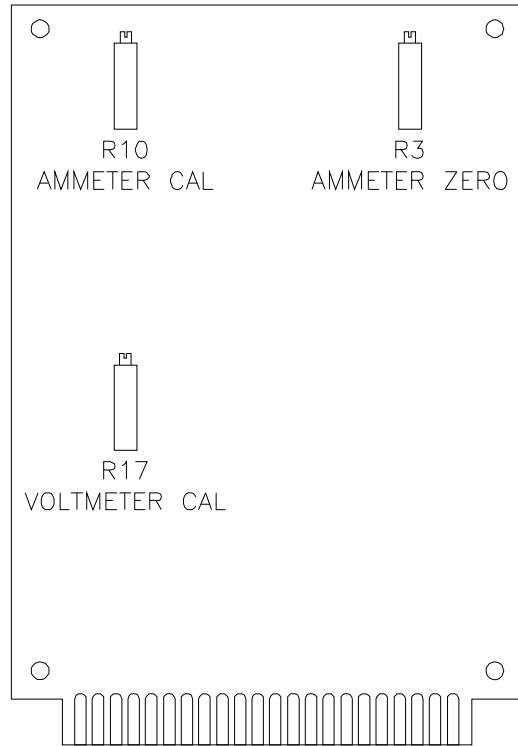 R10
AMMETER CAL
R3
AMMETER ZERO
R17
VOLTMETER CAL